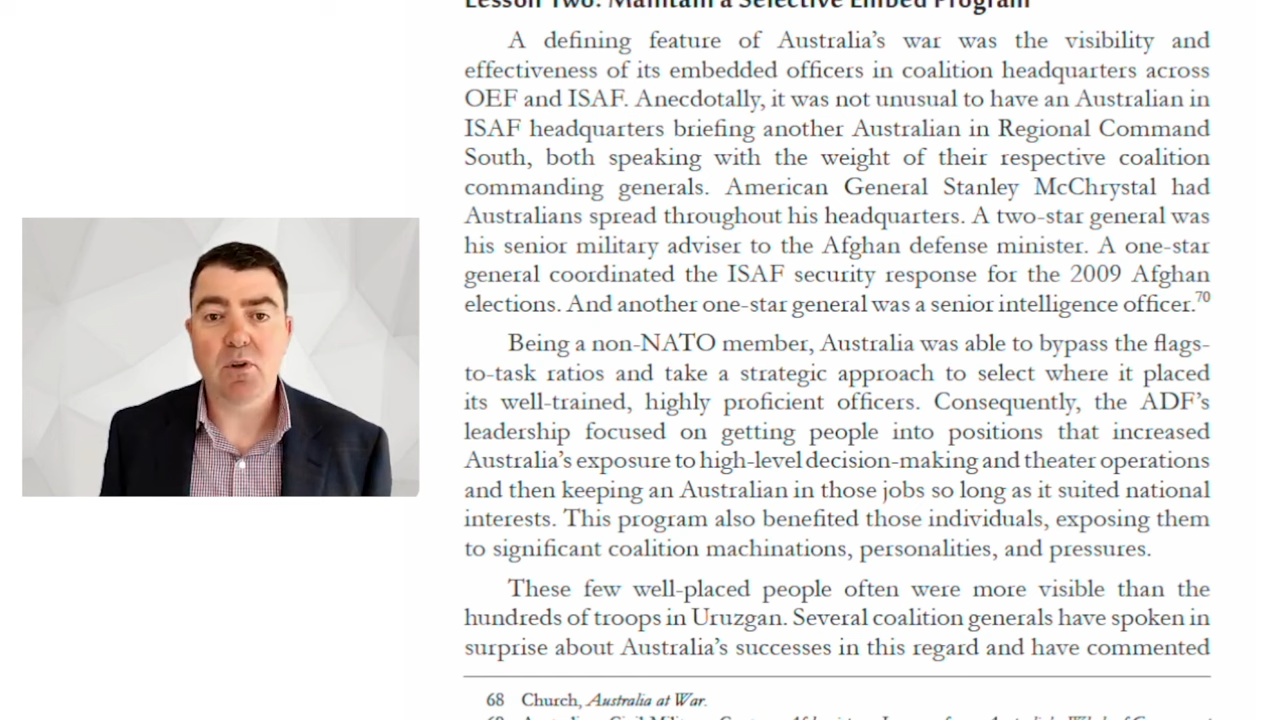 Lesson Two: Maintain a Selective Embed Program
A defining feature of Australia’s war was the visibility and
effectiveness of its embedded officers in coalition headquarters across
OEF and ISAF. Anecdotally, it was not unusual to have an Australian in
ISAF headquarters briefing another Australian in Regional Command
South, both speaking with the weight of their respective coalition
commanding generals. American General Stanley McChrystal had
Australians spread throughout his headquarters. A two-star general was
his senior military adviser to the Afghan defense minister. A one-star
general coordinated the ISAF security response for the 2009 Afghan
elections. And another one-star general was a senior intelligence officer.70
Being a non-NATO member, Australia was able to bypass the flags-
to-task ratios and take a strategic approach to select where it placed
its well-trained, highly proficient officers. Consequently, the ADF’s
leadership focused on getting people into positions that increased
Australia’s exposure to high-level decision-making and theater operations
and then keeping an Australian in those jobs so long as it suited national
interests. This program also benefited those individuals, exposing them
to significant coalition machinations, personalities, and pressures.
These few well-placed people often were more visible than the
hundreds of troops in Uruzgan. Several coalition generals have spoken in
surprise about Australia’s successes in this regard and have commented
68 Church, Australia at War.